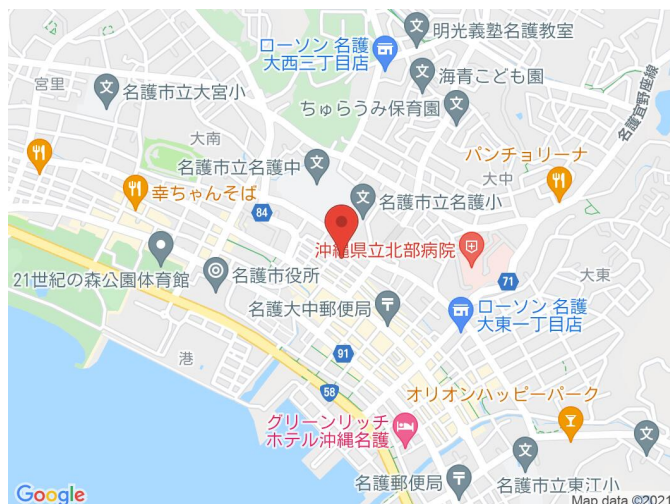 明光義塾名護教室
ローソン 名護
大西三丁目店
海青こども園
宮里
名護市立大宮小
ちゅらうみ保育園
名護宜野座線
大南
名護市立名護中
パンチョリーナ
大中
幸ちゃんそば
名護市立名護小
84
沖縄県立北部病院
21世紀の森公園体育館
名護市役所
71
大東
名護大中郵便局
ローソン 名護
大東一丁目店
港
91
58
オリオンハッピーパーク
グリーンリッチ
ホテル沖縄名護
名護郵便局
名護市立東江小
Google
Map data ©2021